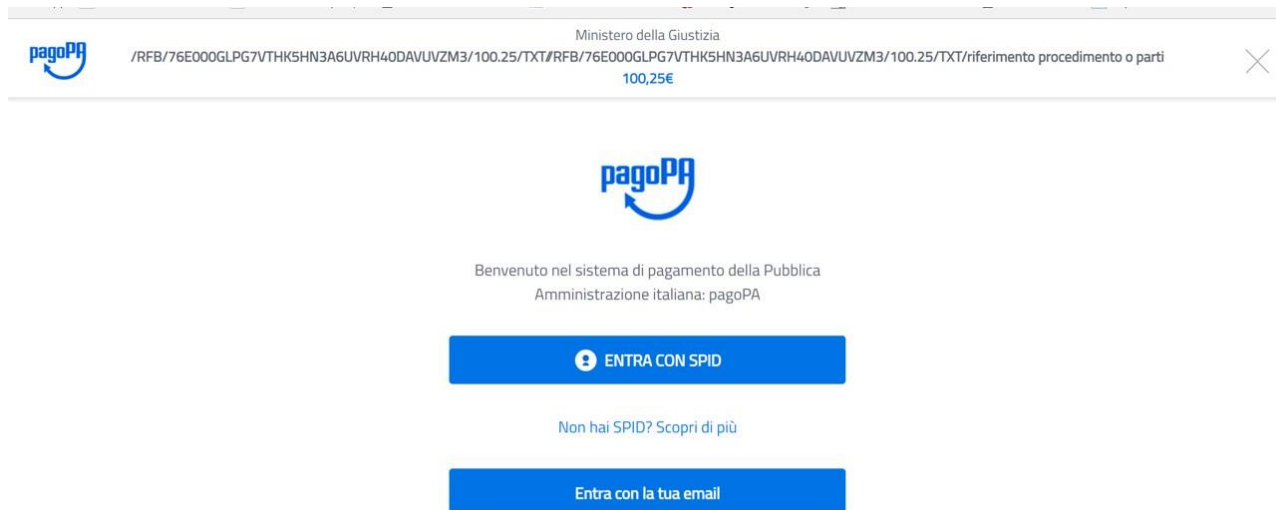 pagoPA
Ministero della Giustizia
/RFB/76E000GLPG7VTHK5HN3A6UVRH40DAVUVZM3/100.25/TXT//RFB/76E000GLPG7VTHK5HN3A6UVRH40DAVUVZM3/100.25/TXT/riferimento procedimento o parti
100,25€
pagoPA
Benvenuto nel sistema di pagamento della Pubblica
Amministrazione italiana: pagoPA
ENTRA CON SPID
Non hai SPID? Scopri di più
Entra con la tua email